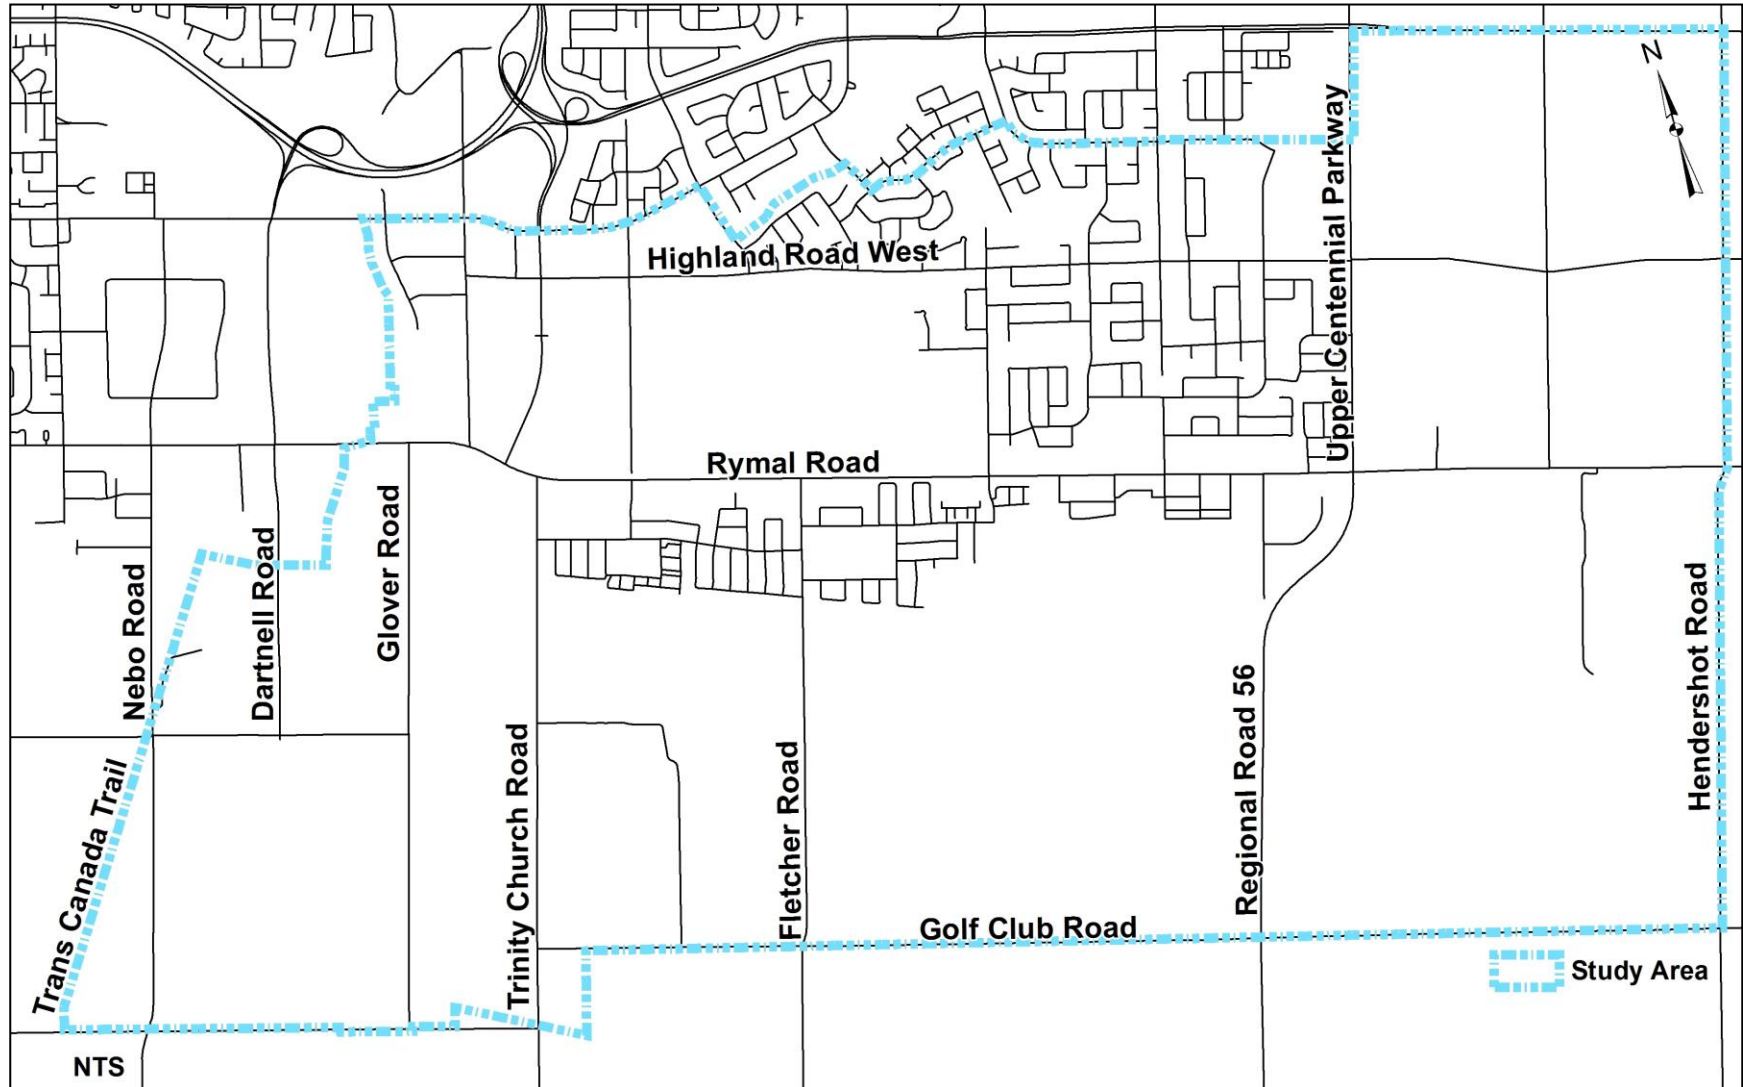 N
Upper Centennial Parkway
Highland Road West
Rymal Road
Glover Road
Dartnell Road
Nebo Road
Hendershot Road
Regional Road 56
Trinity Church Road
Fletcher Road
Trans Canada Trail
Golf Club Road
Study Area
NTS